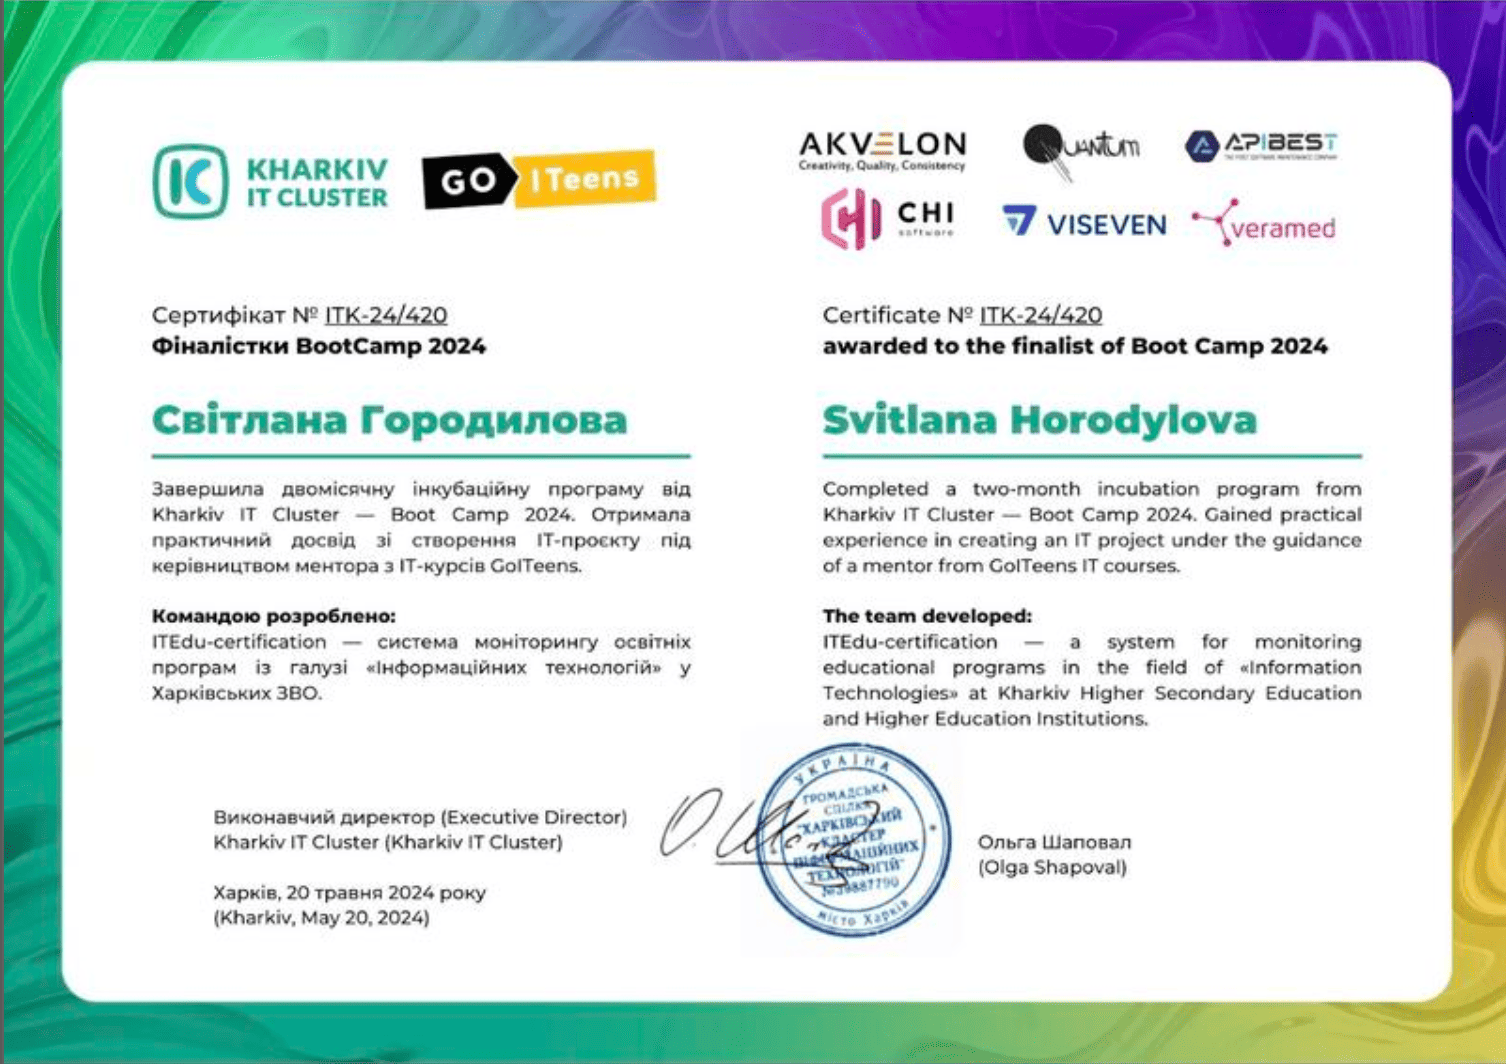 KHARKIV
IT CLUSTER
GO ITeens
AKVELON
Creativity, Quality, Consistency
QUANTUM
APIBEST
CHI
software
VISEVEN
veramed
Сертифікат № ITK-24/420
Фіналістки BootCamp 2024
Світлана Городилова
Завершила двомісячну інкубаційну програму від
Kharkiv IT Cluster — Boot Camp 2024. Отримала
практичний досвід зі створення ІТ-проєкту під
керівництвом ментора з ІТ-курсів GoITeens.
Командою розроблено:
ITEdu-certification — система моніторингу освітніх
програм із галузі «Інформаційних технологій» у
Харківських ЗВО.
Certificate № ITK-24/420
awarded to the finalist of Boot Camp 2024
Svitlana Horodylova
Completed a two-month incubation program from
Kharkiv IT Cluster — Boot Camp 2024. Gained practical
experience in creating an IT project under the guidance
of a mentor from GoITeens IT courses.
The team developed:
ITEdu-certification — a system for monitoring
educational programs in the field of «Information
Technologies» at Kharkiv Higher Secondary Education
and Higher Education Institutions.
Виконавчий директор (Executive Director)
Kharkiv IT Cluster (Kharkiv IT Cluster)
Харків, 20 травня 2024 року
(Kharkiv, May 20, 2024)
УКРАЇНА
ГРОМАДСЬКА
СПІЛКА
"ХАРКІВСЬКИЙ
КЛАСТЕР
ІНФОРМАЦІЙНИХ
ТЕХНОЛОГІЙ"
№39887790
місто Харків
Ольга Шаповал
(Olga Shapoval)